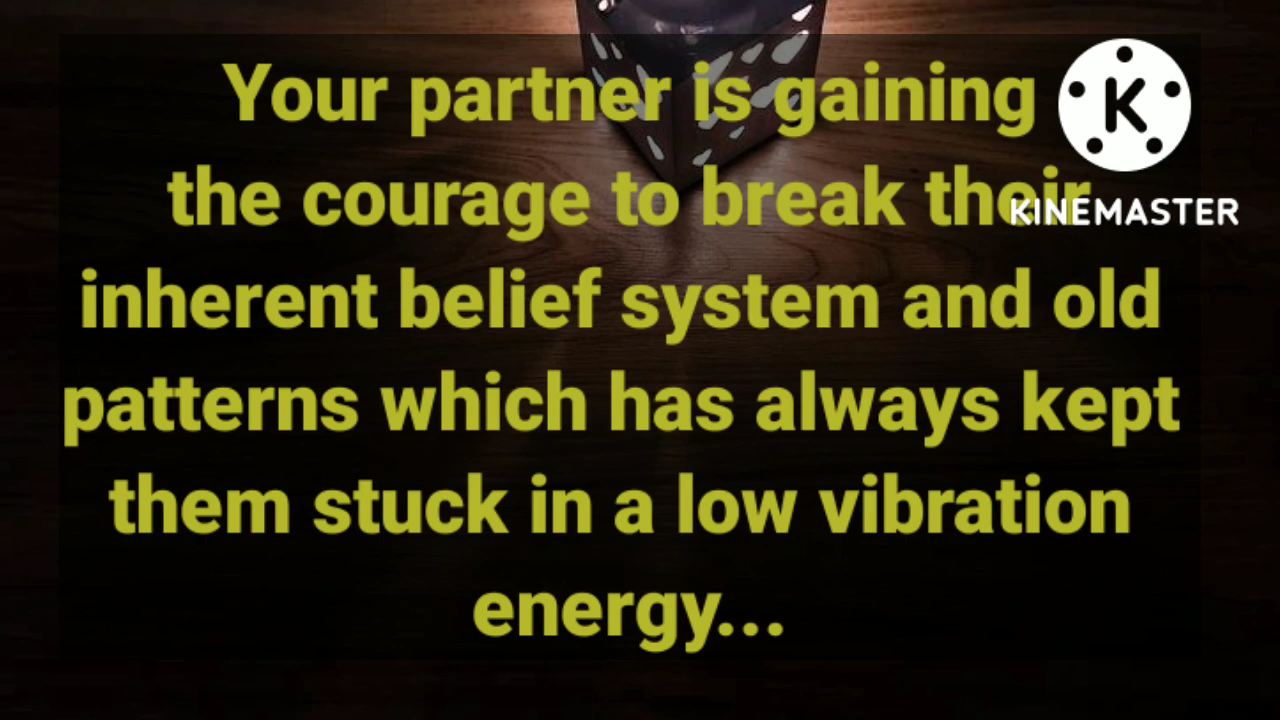 Your partner is gaining
the courage to break their
inherent belief system and old
patterns which has always kept
them stuck in a low vibration
energy...
K
KINEMASTER